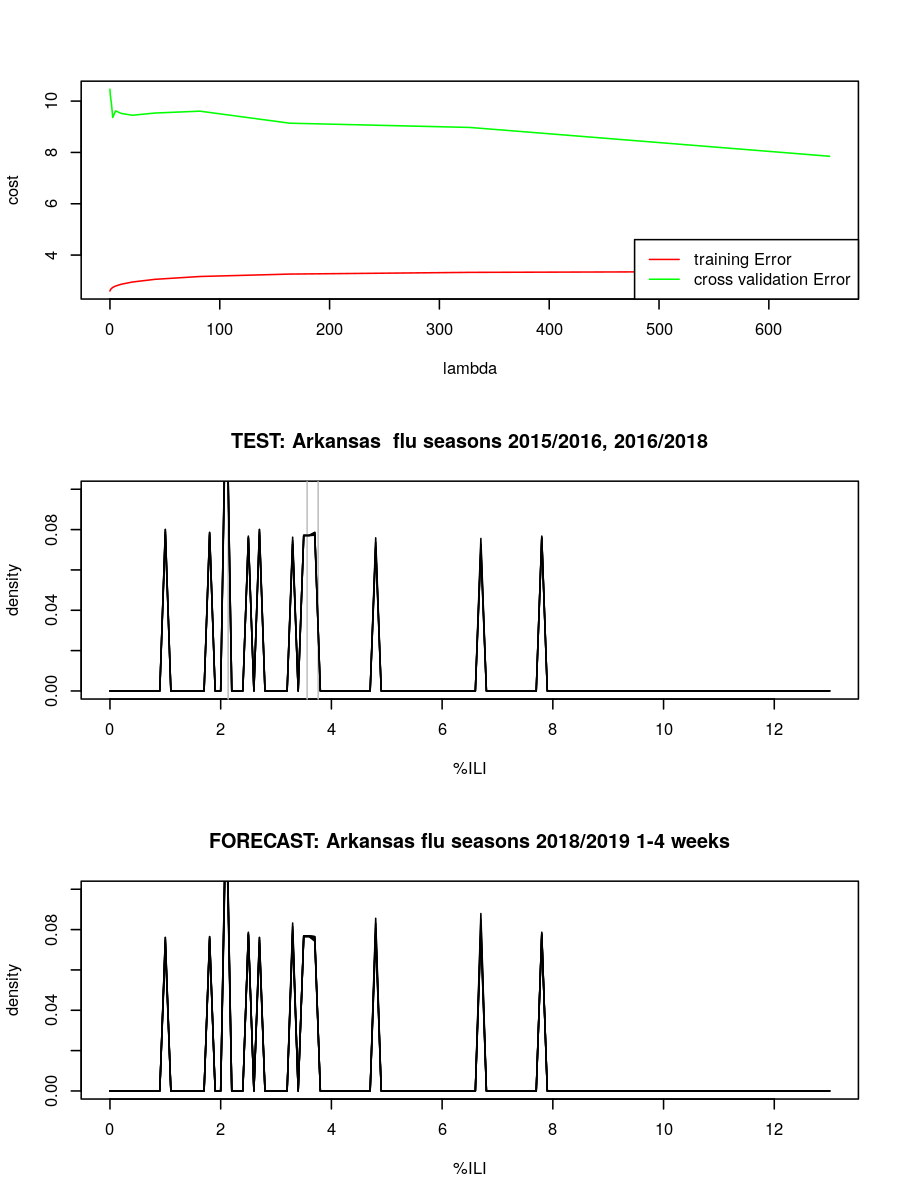 10
8
6
4
cost
training Error
cross validation Error
0 100 200 300 400 500 600
lambda
TEST: Arkansas  flu seasons 2015/2016, 2016/2018
0.08
0.04
0.00
density
0 2 4 6 8 10 12
%ILI
FORECAST: Arkansas flu seasons 2018/2019 1-4 weeks
0.08
0.04
0.00
density
0 2 4 6 8 10 12
%ILI